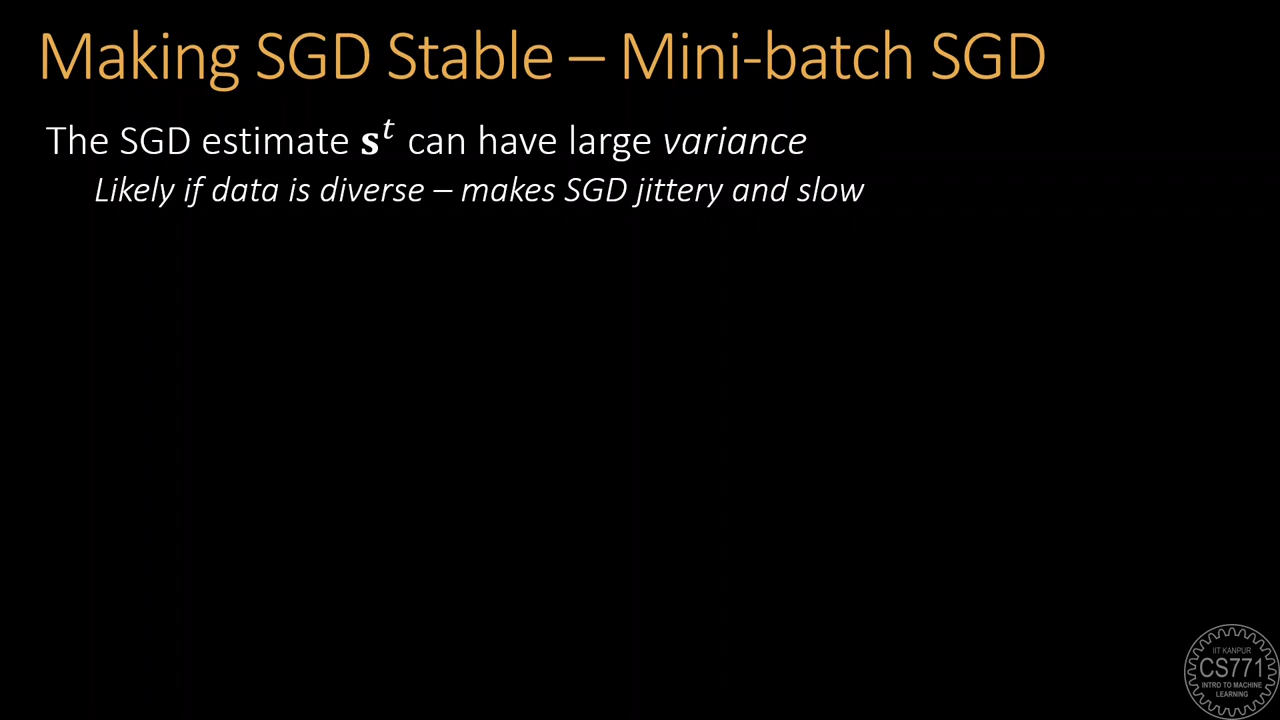 Making SGD Stable – Mini-batch SGD
The SGD estimate 𝐬ᵗ can have large variance
Likely if data is diverse – makes SGD jittery and slow
IIT KANPUR
CS771
INTRO TO MACHINE
LEARNING